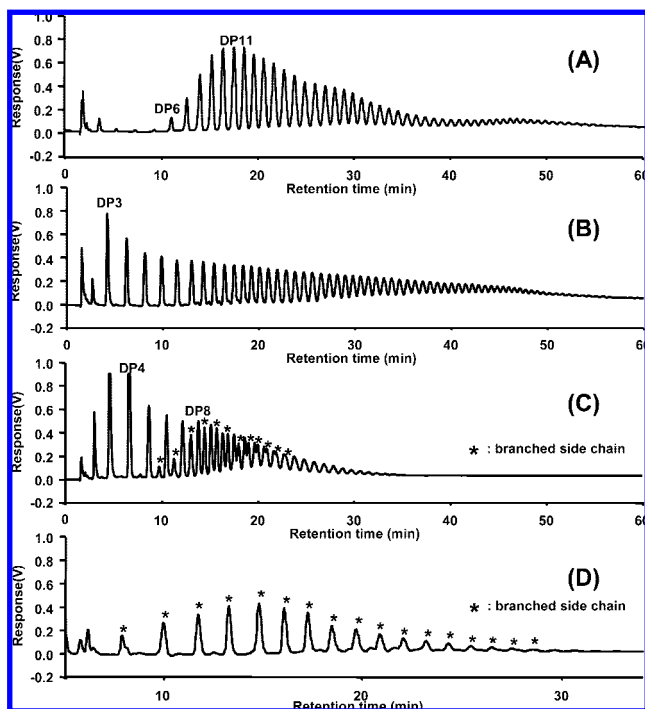 1.0
0.8
0.6
0.4
0.2
0.0
-0.2
Response(V)
DP11
DP6
(A)
0 10 20 30 40 50 60
Retention time (min)
1.0
0.8
0.6
0.4
0.2
0.0
-0.2
Response(V)
DP3
(B)
0 10 20 30 40 50 60
Retention time (min)
1.0
0.8
0.6
0.4
0.2
0.0
-0.2
Response(V)
DP4
DP8
(C)
* : branched side chain
0 10 20 30 40 50 60
Retention time (min)
1.0
0.8
0.6
0.4
0.2
0.0
-0.2
Response(V)
(D)
* : branched side chain
10 20 30
Retention time (min)